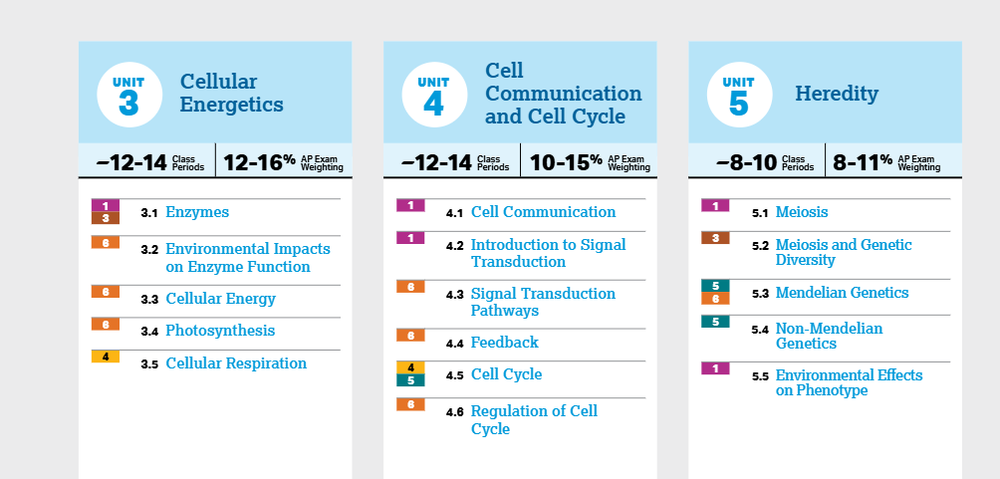 UNIT
3
Cellular
Energetics
~12-14 Class
Periods
12-16% AP Exam
Weighting
1
3
3.1 Enzymes
6
3.2 Environmental Impacts
on Enzyme Function
6
3.3 Cellular Energy
6
3.4 Photosynthesis
4
3.5 Cellular Respiration
UNIT
4
Cell
Communication
and Cell Cycle
~12-14 Class
Periods
10-15% AP Exam
Weighting
1
4.1 Cell Communication
1
4.2 Introduction to Signal
Transduction
6
4.3 Signal Transduction
Pathways
6
4.4 Feedback
4
5
4.5 Cell Cycle
6
4.6 Regulation of Cell
Cycle
UNIT
5
Heredity
~8-10 Class
Periods
8-11% AP Exam
Weighting
1
5.1 Meiosis
3
5.2 Meiosis and Genetic
Diversity
5
6
5.3 Mendelian Genetics
5
5.4 Non-Mendelian
Genetics
1
5.5 Environmental Effects
on Phenotype